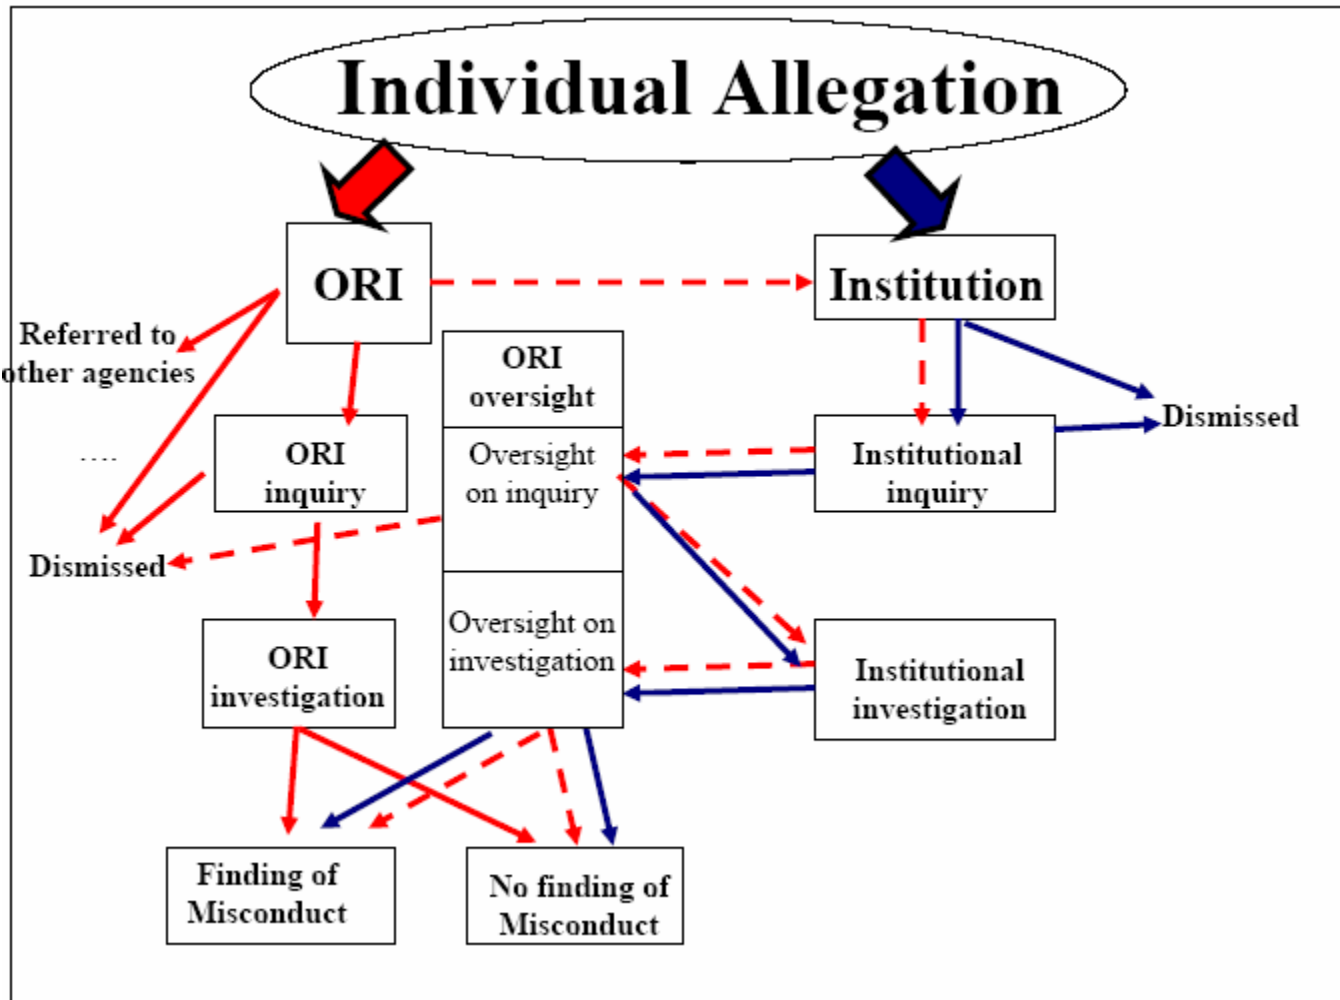 Individual Allegation
ORI
Institution
Referred to
other agencies
ORI
oversight
Dismissed
ORI
inquiry
Oversight
on inquiry
Institutional
inquiry
....
Dismissed
Oversight on
investigation
ORI
investigation
Institutional
investigation
Finding of
Misconduct
No finding of
Misconduct